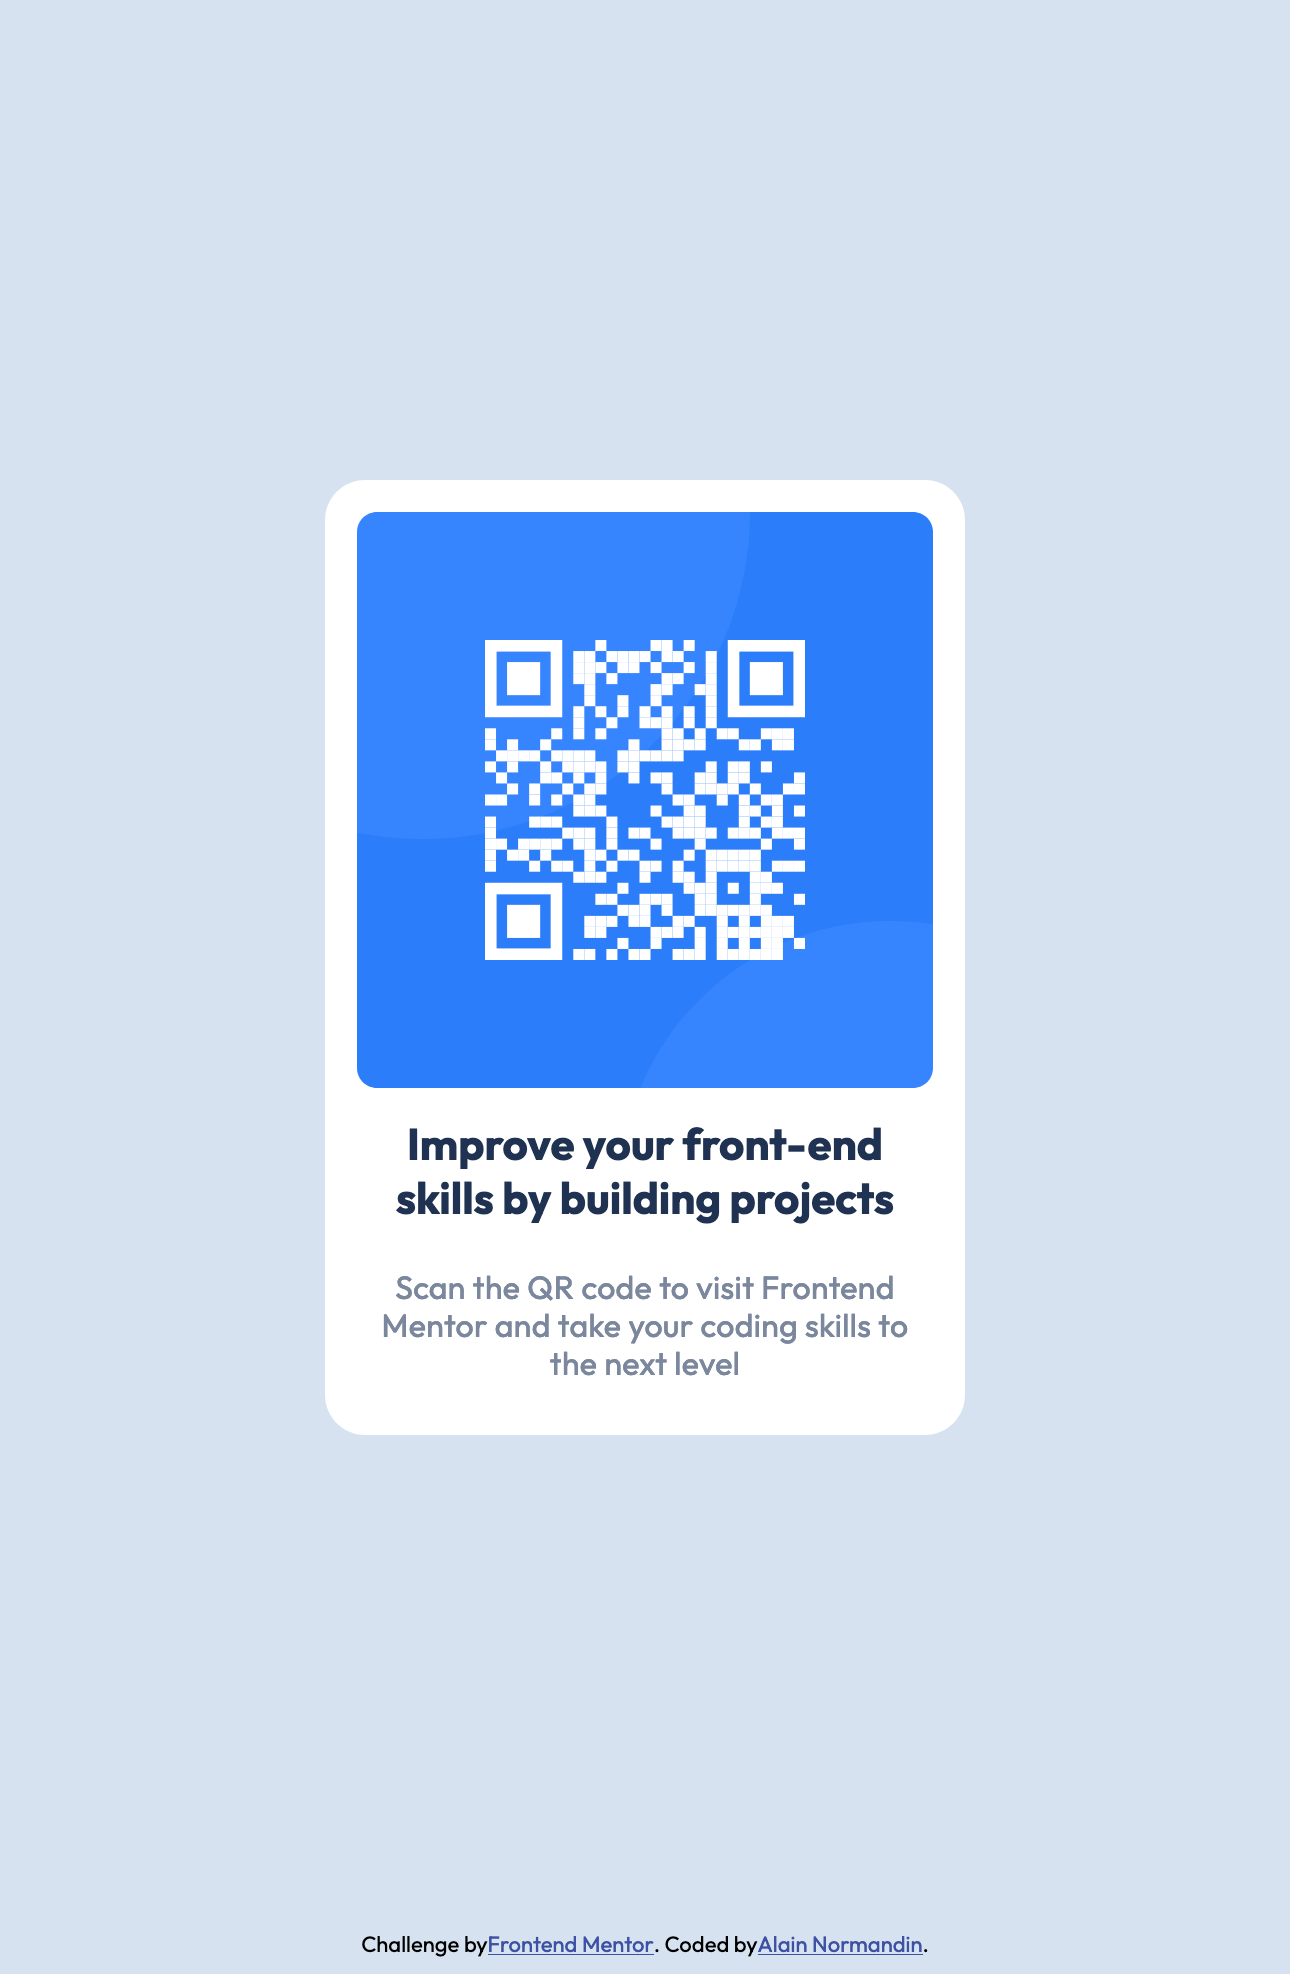 Improve your front-end
skills by building projects
Scan the QR code to visit Frontend
Mentor and take your coding skills to
the next level
Challenge byFrontend Mentor. Coded byAlain Normandin.